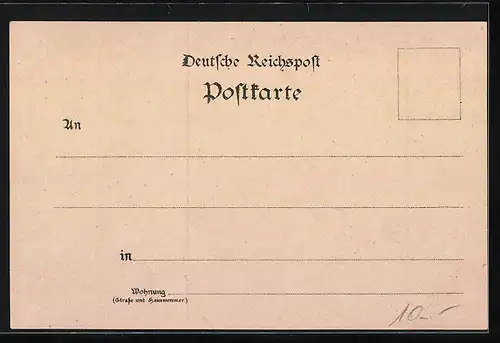 Deutsche Reichspost
Postkarte
An
in
Wohnung
(Straße und Hausnummer.)
10.–